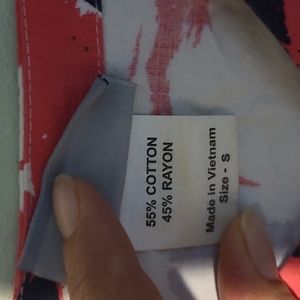 55% COTTON
45% RAYON
Made in Vietnam
Size - S